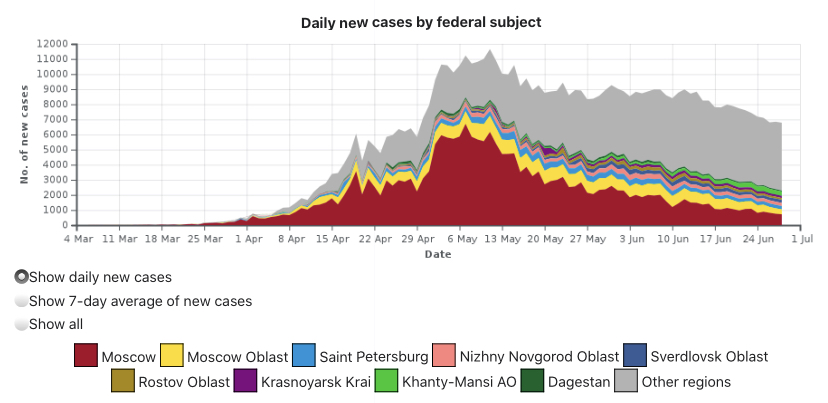 Daily new cases by federal subject
12000
11000
10000
9000
8000
7000
6000
5000
4000
3000
2000
1000
0
No. of new cases
4 Mar 11 Mar 18 Mar 25 Mar 1 Apr 8 Apr 15 Apr 22 Apr 29 Apr 6 May 13 May 20 May 27 May 3 Jun 10 Jun 17 Jun 24 Jun 1 Jul
Date
Show daily new cases
Show 7-day average of new cases
Show all
Moscow Moscow Oblast Saint Petersburg Nizhny Novgorod Oblast Sverdlovsk Oblast
Rostov Oblast Krasnoyarsk Krai Khanty-Mansi AO Dagestan Other regions